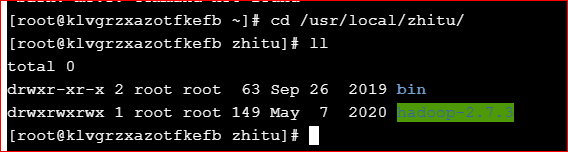 [root@klvgrzxazotfkefb ~]# cd /usr/local/zhitu/
[root@klvgrzxazotfkefb zhitu]# ll
total 0
drwxr-xr-x 2 root root  63 Sep 26  2019 bin
drwxrwxrwx 1 root root 149 May  7  2020 hadoop-2.7.3
[root@klvgrzxazotfkefb zhitu]#